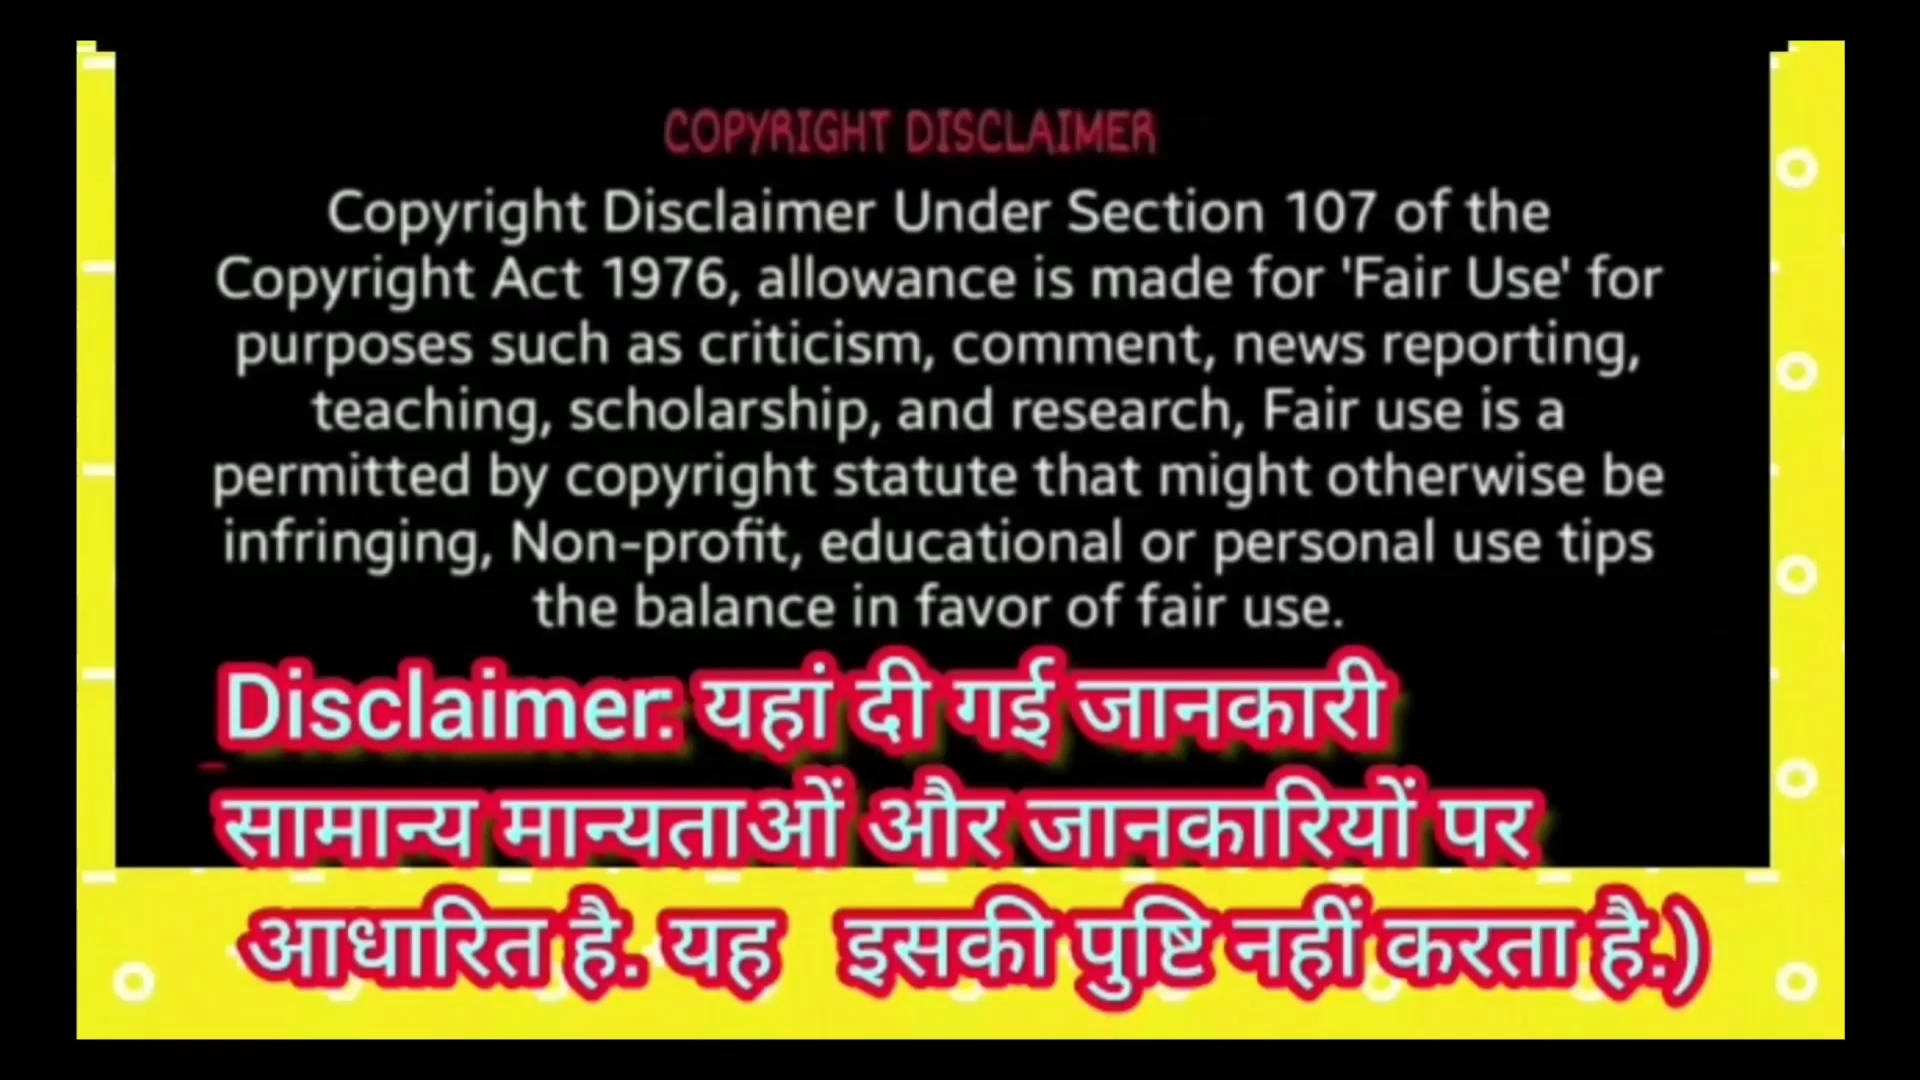 COPYRIGHT DISCLAIMER
Copyright Disclaimer Under Section 107 of the
Copyright Act 1976, allowance is made for 'Fair Use' for
purposes such as criticism, comment, news reporting,
teaching, scholarship, and research, Fair use is a
permitted by copyright statute that might otherwise be
infringing, Non-profit, educational or personal use tips
the balance in favor of fair use.
Disclaimer: यहां दी गई जानकारी
सामान्य मान्यताओं और जानकारियों पर
आधारित है. यह इसकी पुष्टि नहीं करता है.)